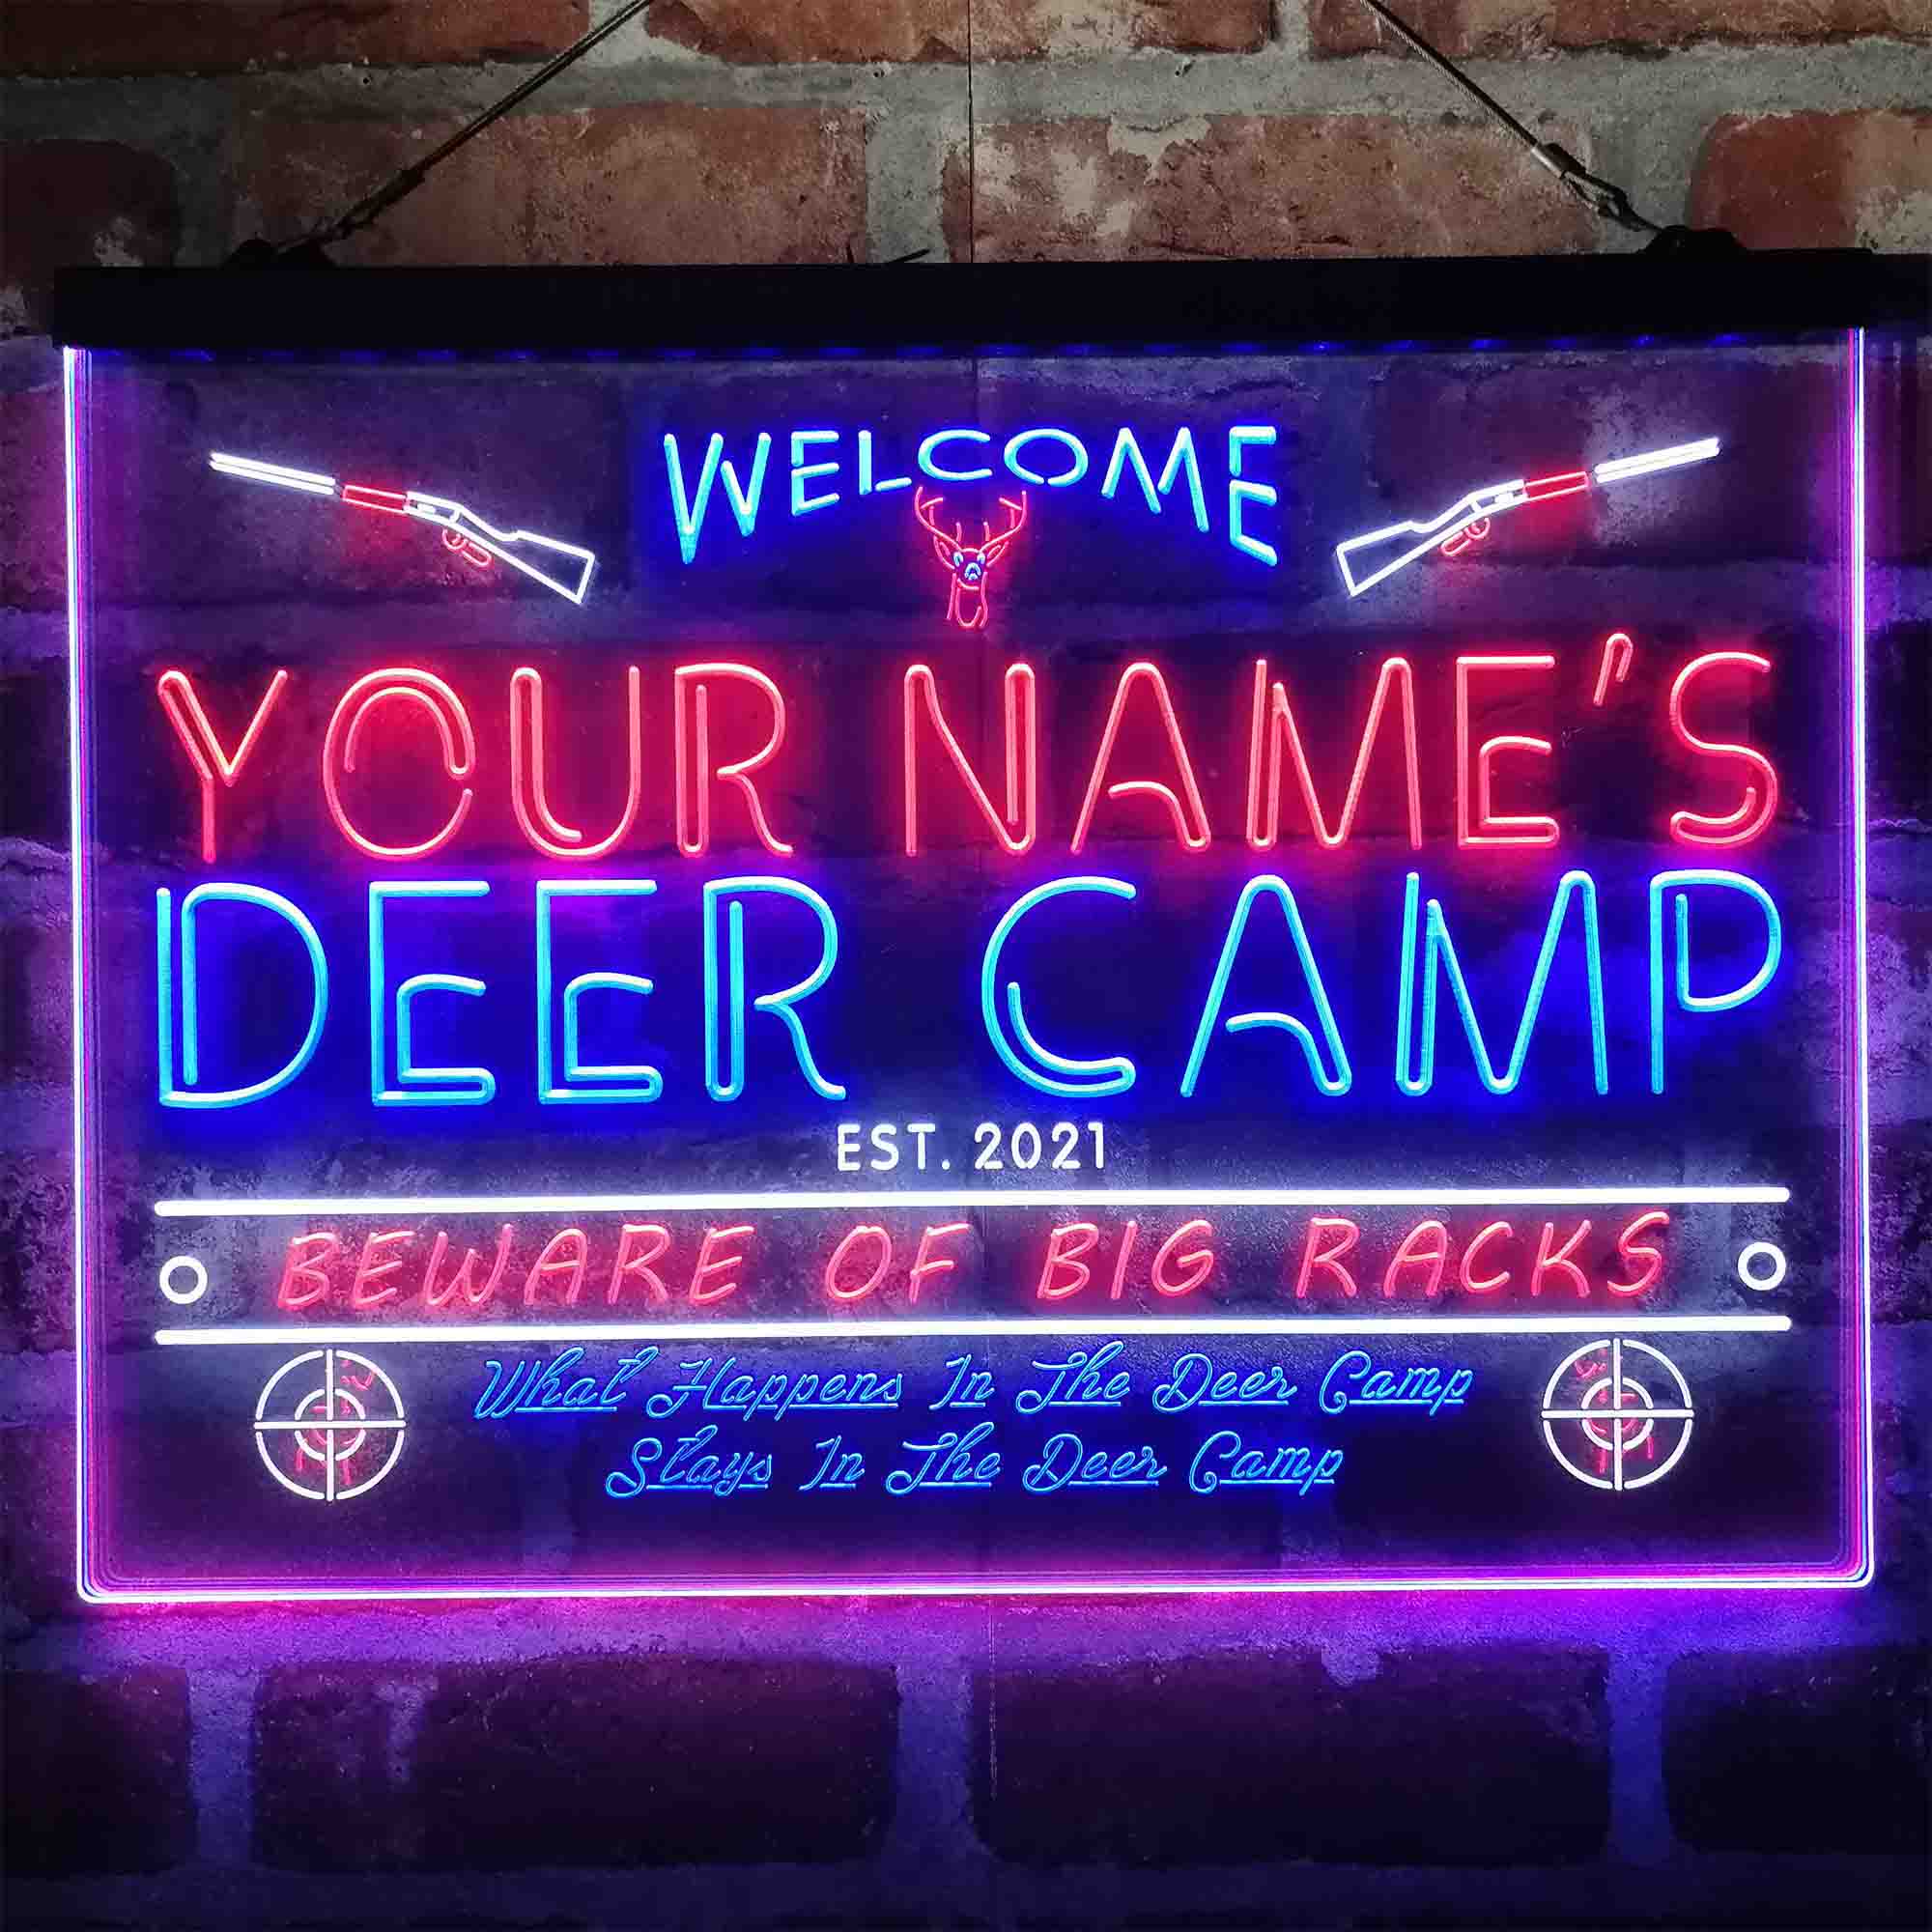 WELCOME
YOUR NAME'S
DEER CAMP
EST. 2021
BEWARE OF BIG RACKS
What Happens In The Deer Camp
Stays In The Deer Camp